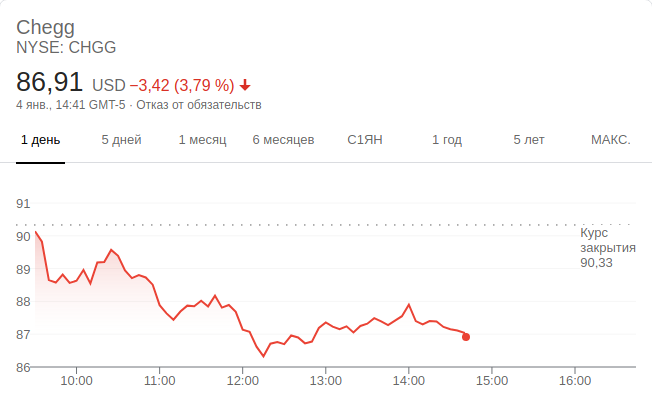 Chegg
NYSE: CHGG
86,91 USD −3,42 (3,79 %)
4 янв., 14:41 GMT-5 · Отказ от обязательств
1 день 5 дней 1 месяц 6 месяцев С1ЯН 1 год 5 лет МАКС.
91
90
89
88
87
86
Курс
закрытия
90,33
10:00 11:00 12:00 13:00 14:00 15:00 16:00